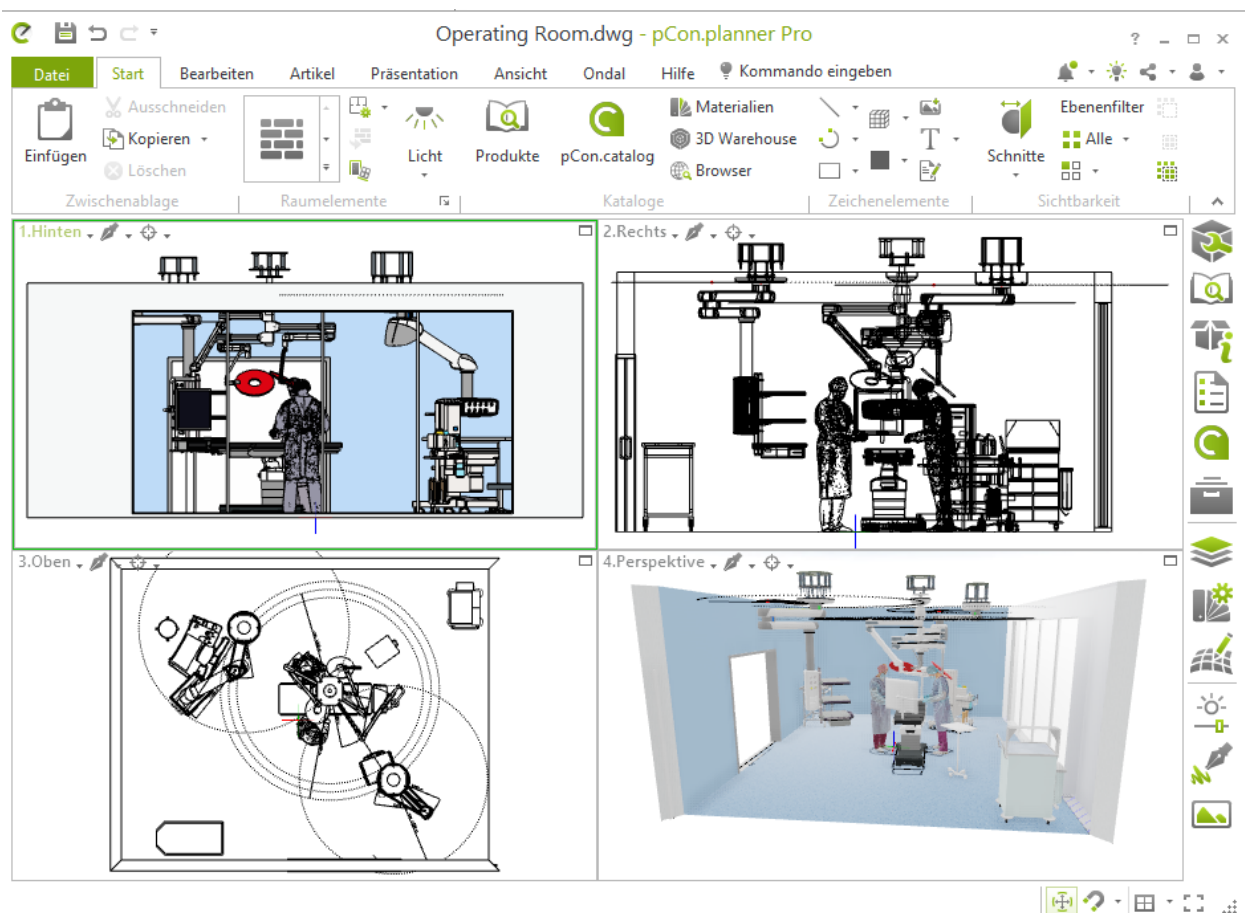 Operating Room.dwg - pCon.planner Pro
?
Datei Start Bearbeiten Artikel Präsentation Ansicht Ondal Hilfe Kommando eingeben
Einfügen
Ausschneiden
Kopieren
Löschen
Zwischenablage
Licht
Raumelemente
Produkte
pCon.catalog
Materialien
3D Warehouse
Browser
Kataloge
T
Zeichenelemente
Schnitte
Ebenenfilter
Alle
Sichtbarkeit
1.Hinten
2.Rechts
3.Oben
4.Perspektive